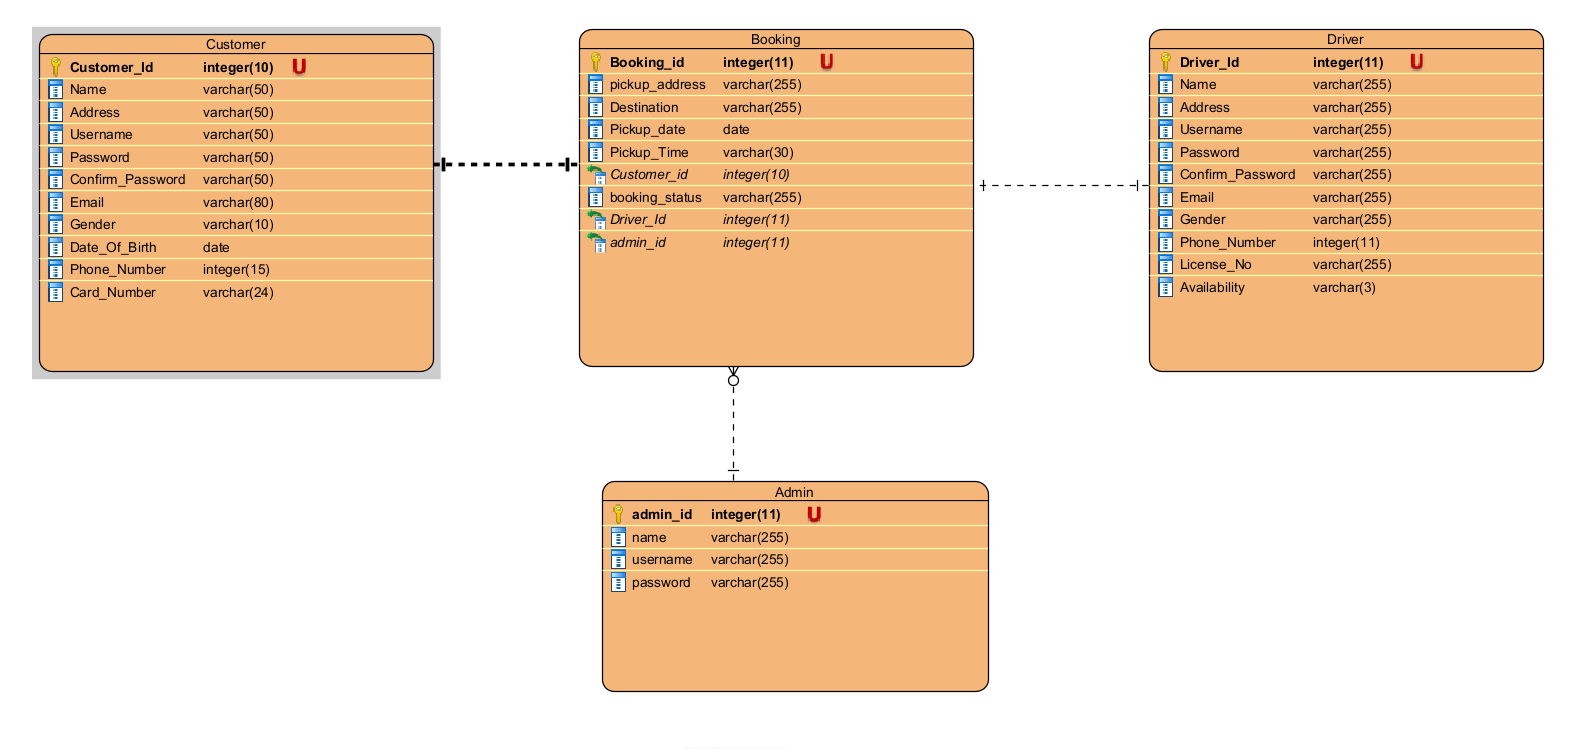 Customer
Customer_Id integer(10) U
Name varchar(50)
Address varchar(50)
Username varchar(50)
Password varchar(50)
Confirm_Password varchar(50)
Email varchar(80)
Gender varchar(10)
Date_Of_Birth date
Phone_Number integer(15)
Card_Number varchar(24)
Booking
Booking_id integer(11) U
pickup_address varchar(255)
Destination varchar(255)
Pickup_date date
Pickup_Time varchar(30)
Customer_id integer(10)
booking_status varchar(255)
Driver_Id integer(11)
admin_id integer(11)
Driver
Driver_Id integer(11) U
Name varchar(255)
Address varchar(255)
Username varchar(255)
Password varchar(255)
Confirm_Password varchar(255)
Email varchar(255)
Gender varchar(255)
Phone_Number integer(11)
License_No varchar(255)
Availability varchar(3)
Admin
admin_id integer(11) U
name varchar(255)
username varchar(255)
password varchar(255)